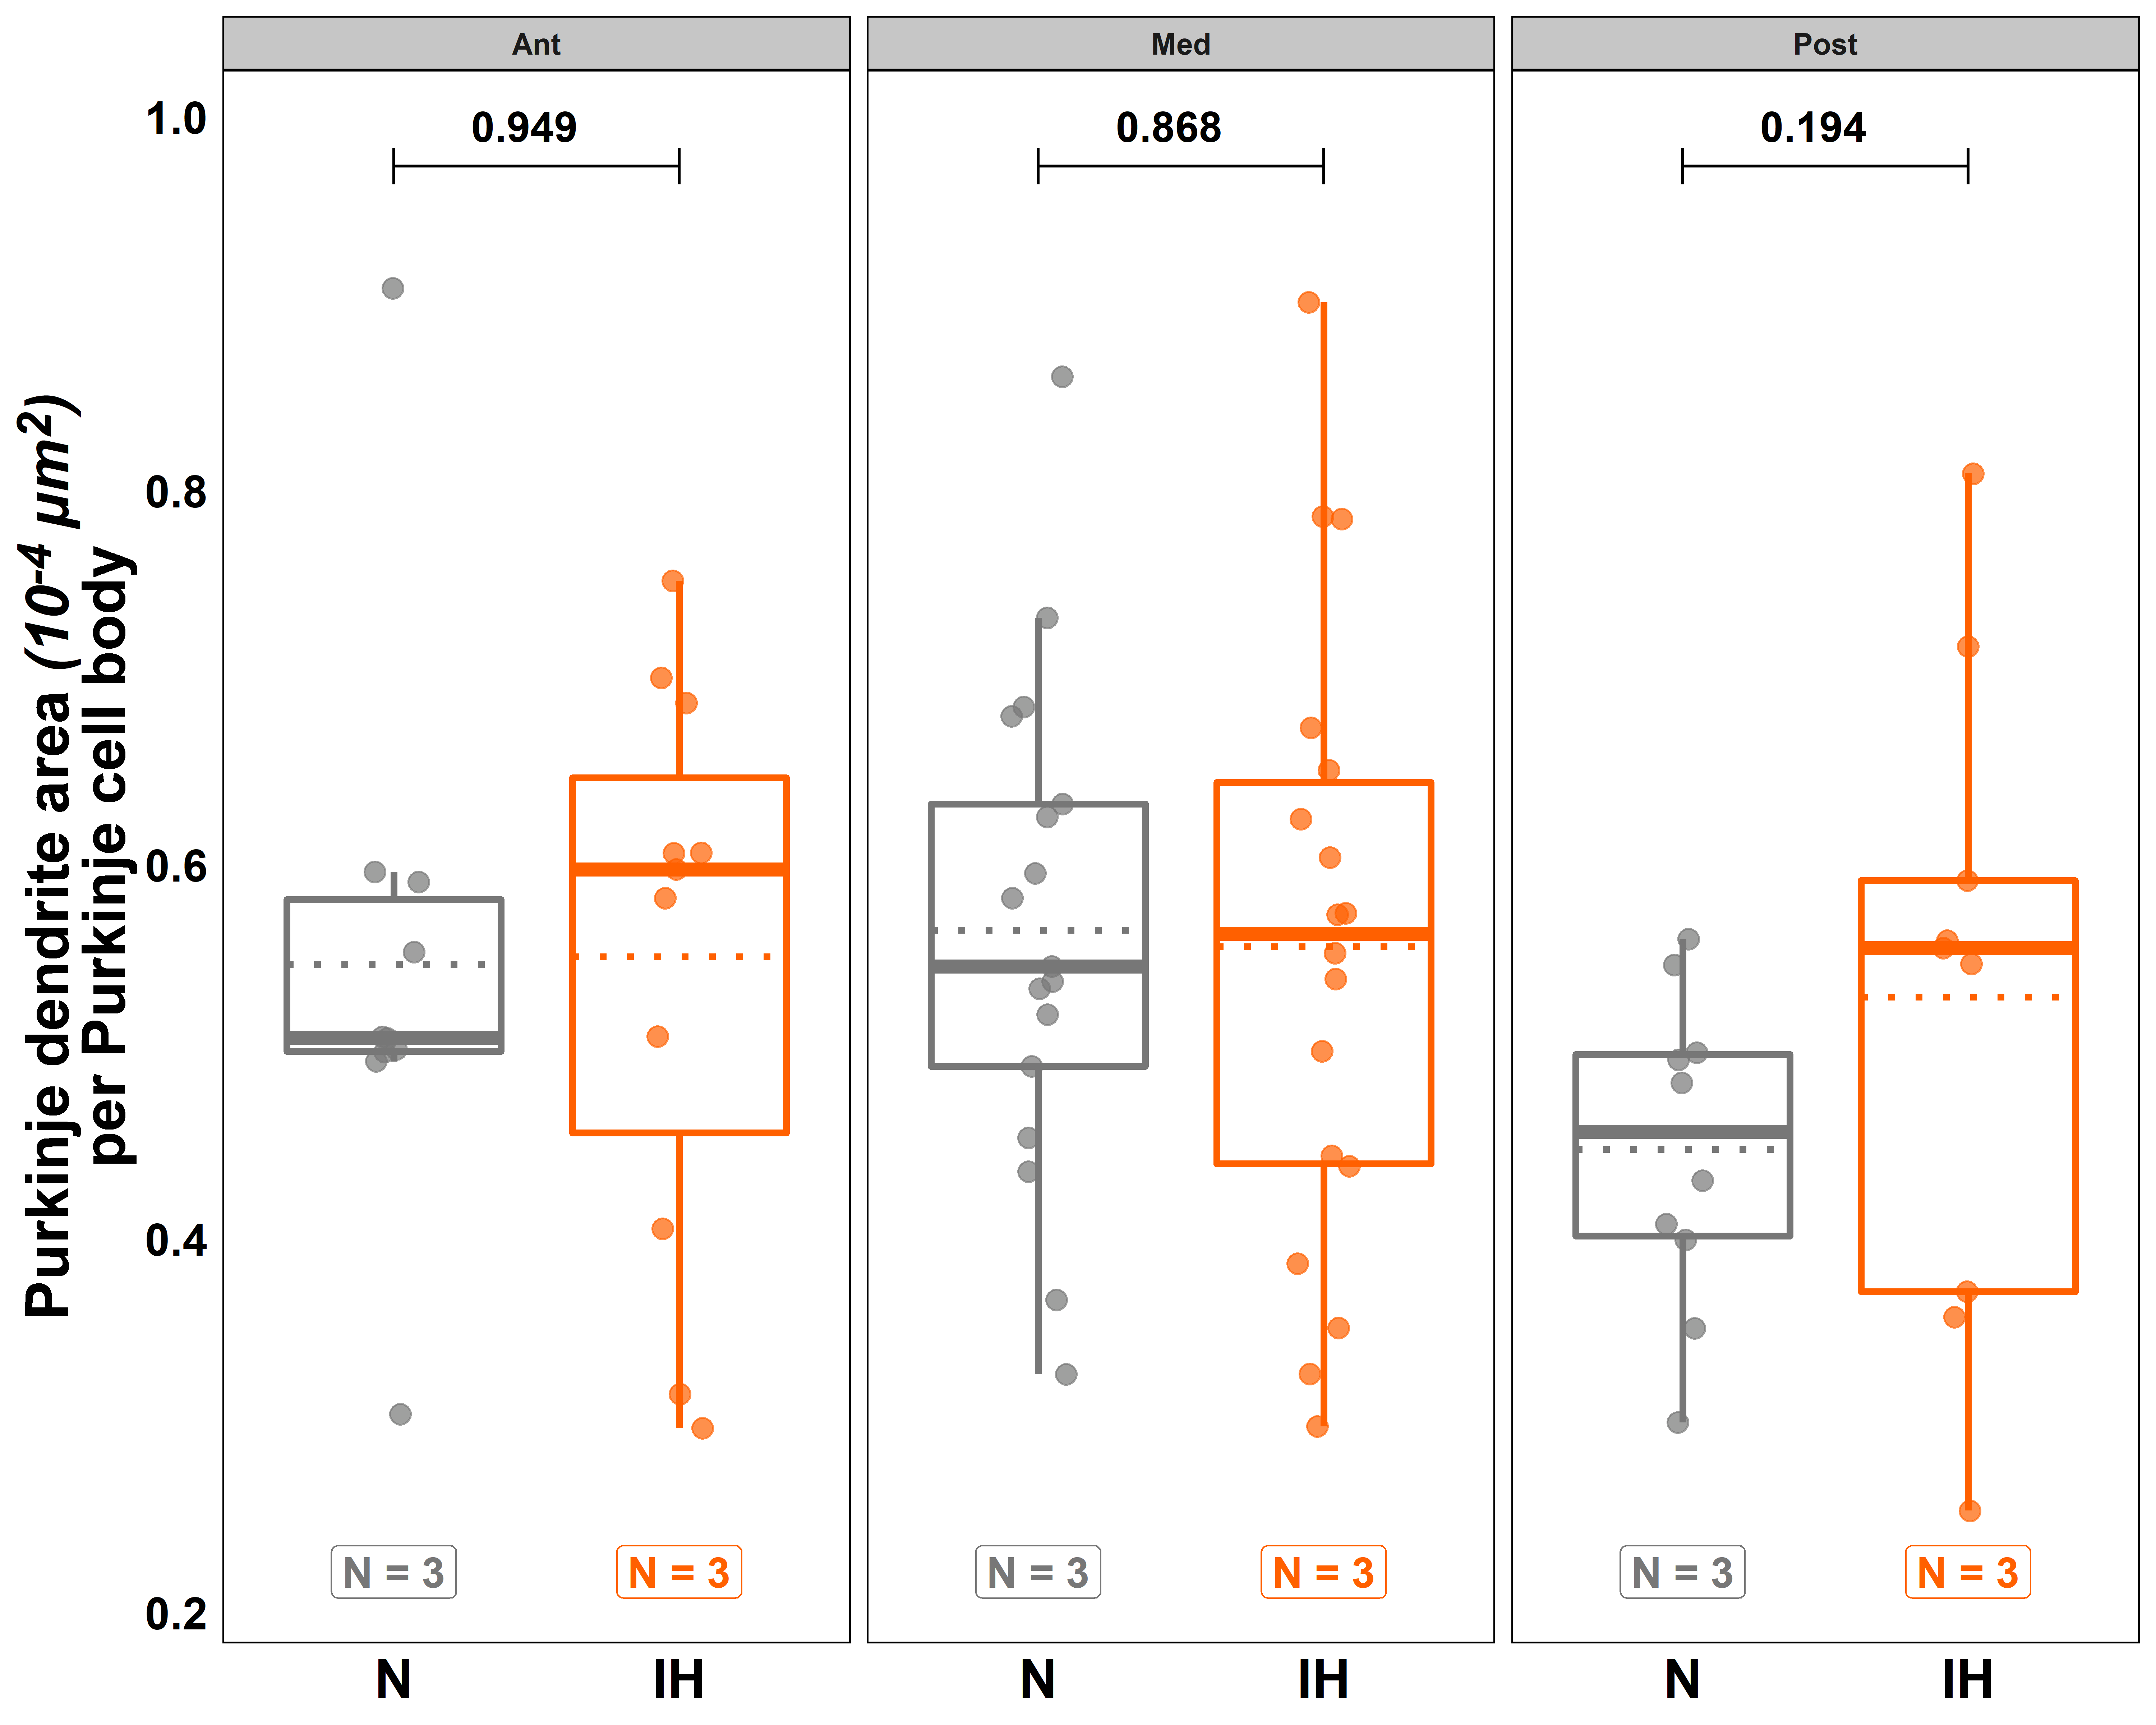 Ant
Med
Post
Purkinje dendrite area (10⁻⁴ µm²)
per Purkinje cell body
1.0
0.8
0.6
0.4
0.2
0.949
0.868
0.194
N = 3
N = 3
N = 3
N = 3
N = 3
N = 3
N
IH
N
IH
N
IH